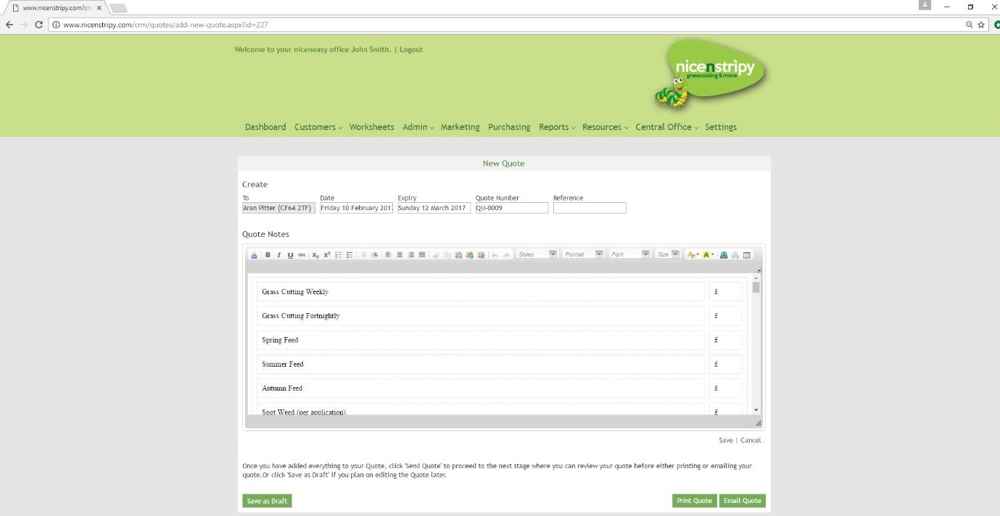 www.nicenstripy.com/crm
www.nicenstripy.com/crm/quotes/add-new-quote.aspx?id=227
Welcome to your niceneasy office John Smith. | Logout
nicenstripy
grasscutting & more
Dashboard Customers Worksheets Admin Marketing Purchasing Reports Resources Central Office Settings
New Quote
Create
To Date Expiry Quote Number Reference
Aran Pitter (CF64 2TF) Friday 10 February 2017 Sunday 12 March 2017 QU-0009
Quote Notes
B I U abc X₂ X² Styles Format Font Size A A
Grass Cutting Weekly £
Grass Cutting Fortnightly £
Spring Feed £
Summer Feed £
Autumn Feed £
Spot Weed (per application) £
Save | Cancel
Once you have added everything to your Quote, click 'Send Quote' to proceed to the next stage where you can review your quote before either printing or emailing your
quote.Or click 'Save as Draft' if you plan on editing the Quote later.
Save as Draft Print Quote Email Quote